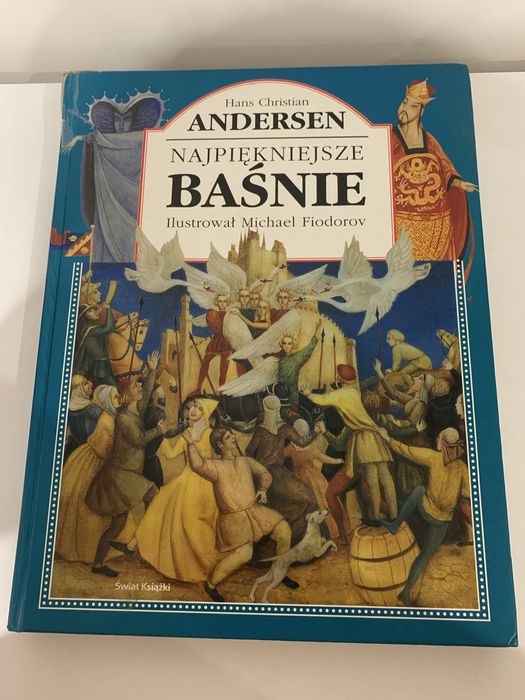 Hans Christian
ANDERSEN
NAJPIĘKNIEJSZE
BAŚNIE
Ilustrował Michael Fiodorov
Świat Książki